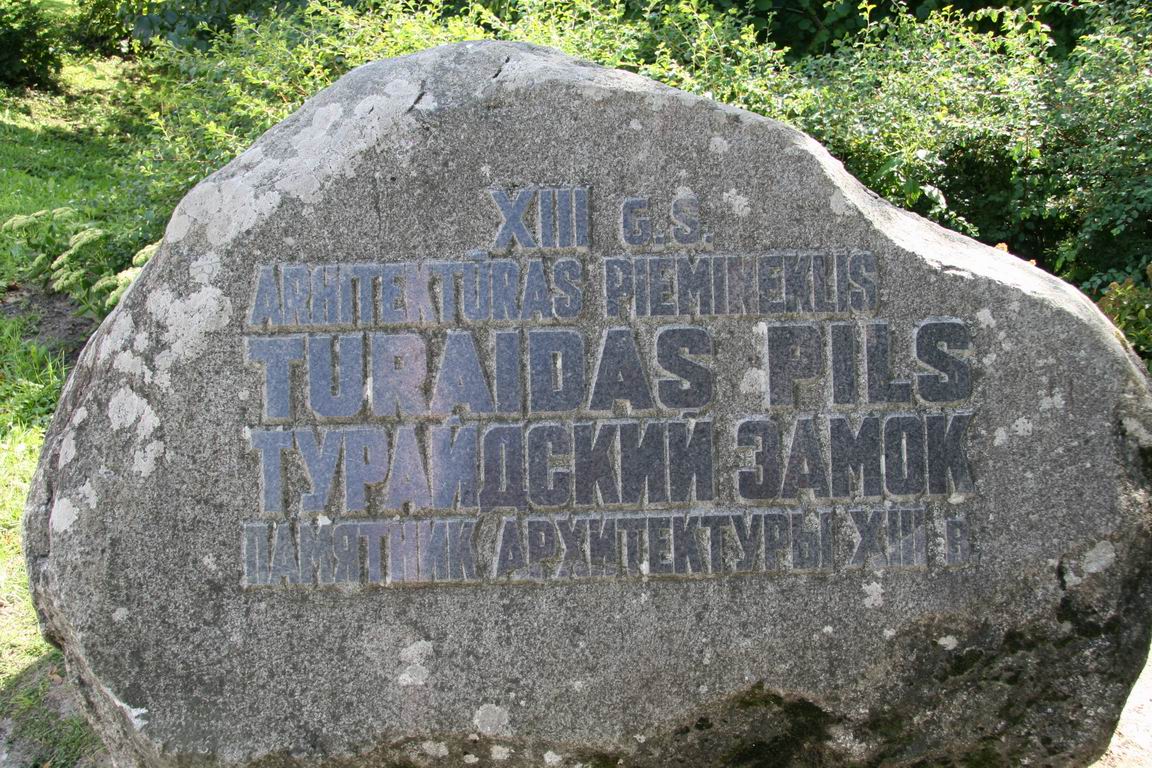 XIII G.S.
ARHITEKTŪRAS PIEMINEKLIS
TURAIDAS PILS
ТУРАЙДСКИЙ ЗАМОК
ПАМЯТНИК АРХИТЕКТУРЫ XIII В.